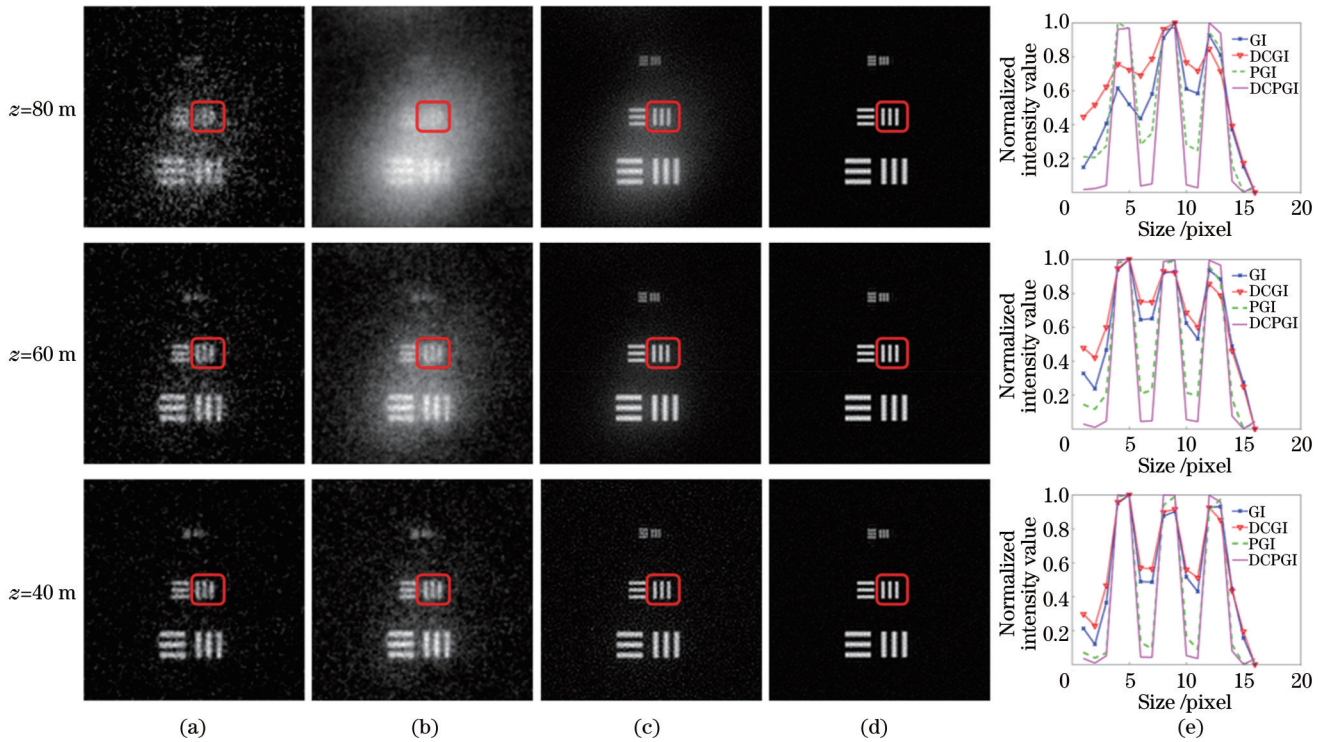 z=80 m
1.0
0.8
0.6
0.4
0.2
0
5
10
15
20
Normalized
intensity value
Size /pixel
GI
DCGI
PGI
DCPGI
z=60 m
1.0
0.8
0.6
0.4
0.2
0
5
10
15
20
Normalized
intensity value
Size /pixel
GI
DCGI
PGI
DCPGI
z=40 m
1.0
0.8
0.6
0.4
0.2
0
5
10
15
20
Normalized
intensity value
Size /pixel
GI
DCGI
PGI
DCPGI
(a)
(b)
(c)
(d)
(e)